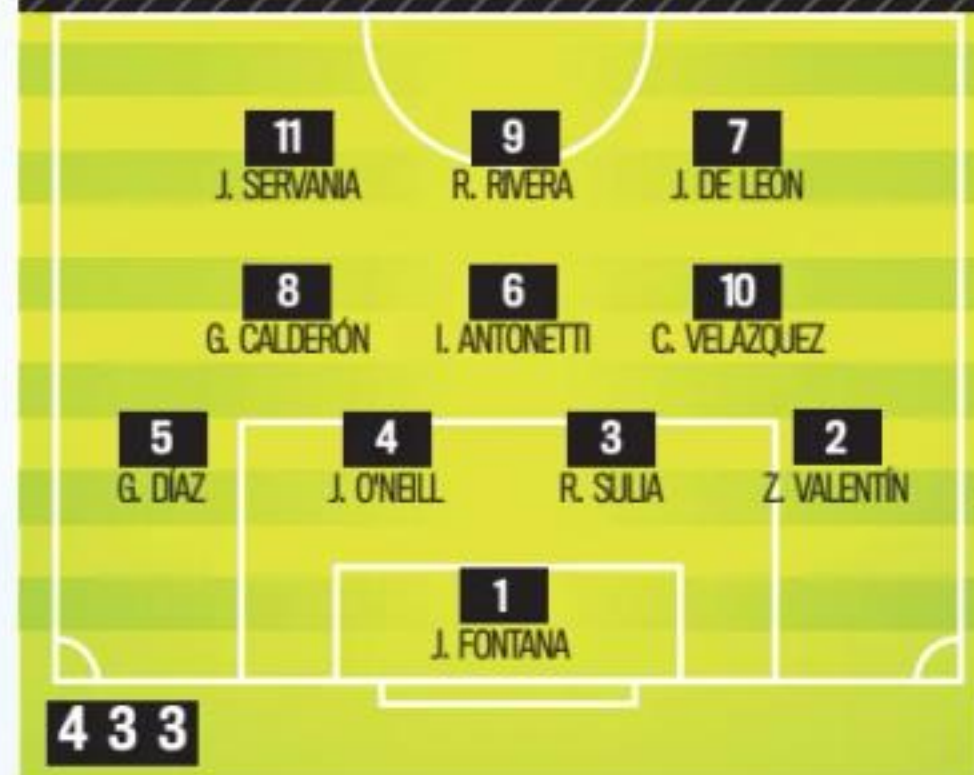 11 9 7
J. SERVANIA R. RIVERA J. DE LEÓN
8 6 10
G. CALDERÓN I. ANTONETTI C. VELÁZQUEZ
5 4 3 2
G. DÍAZ J. O'NEILL R. SULIA Z. VALENTÍN
1
J. FONTANA
4 3 3